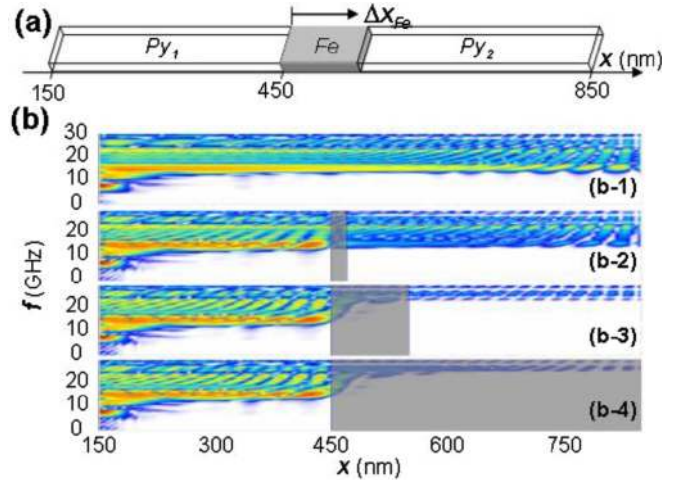 (a)
Δx_Fe
Py₁
Fe
Py₂
x (nm)
150
450
850
(b)
30
20
10
0
(b-1)
20
10
0
(b-2)
20
10
0
(b-3)
20
10
0
(b-4)
f (GHz)
150 300 450 600 750
x (nm)